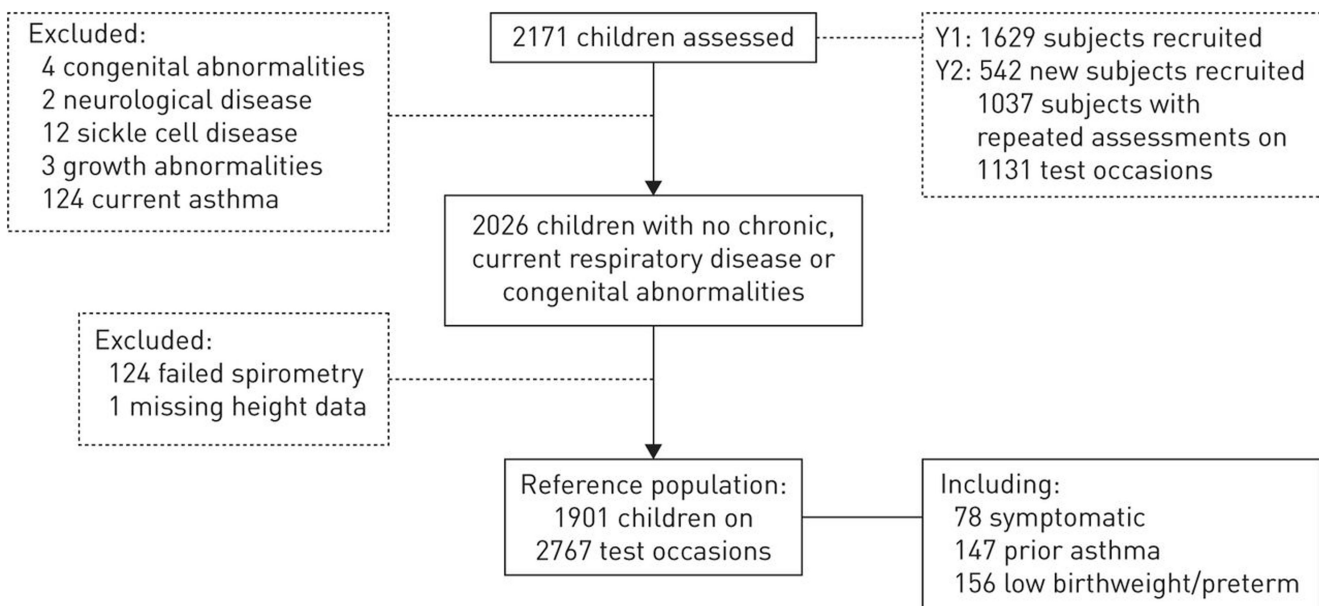 Excluded:
4 congenital abnormalities
2 neurological disease
12 sickle cell disease
3 growth abnormalities
124 current asthma
2171 children assessed
Y1: 1629 subjects recruited
Y2: 542 new subjects recruited
1037 subjects with
repeated assessments on
1131 test occasions
2026 children with no chronic,
current respiratory disease or
congenital abnormalities
Excluded:
124 failed spirometry
1 missing height data
Reference population:
1901 children on
2767 test occasions
Including:
78 symptomatic
147 prior asthma
156 low birthweight/preterm